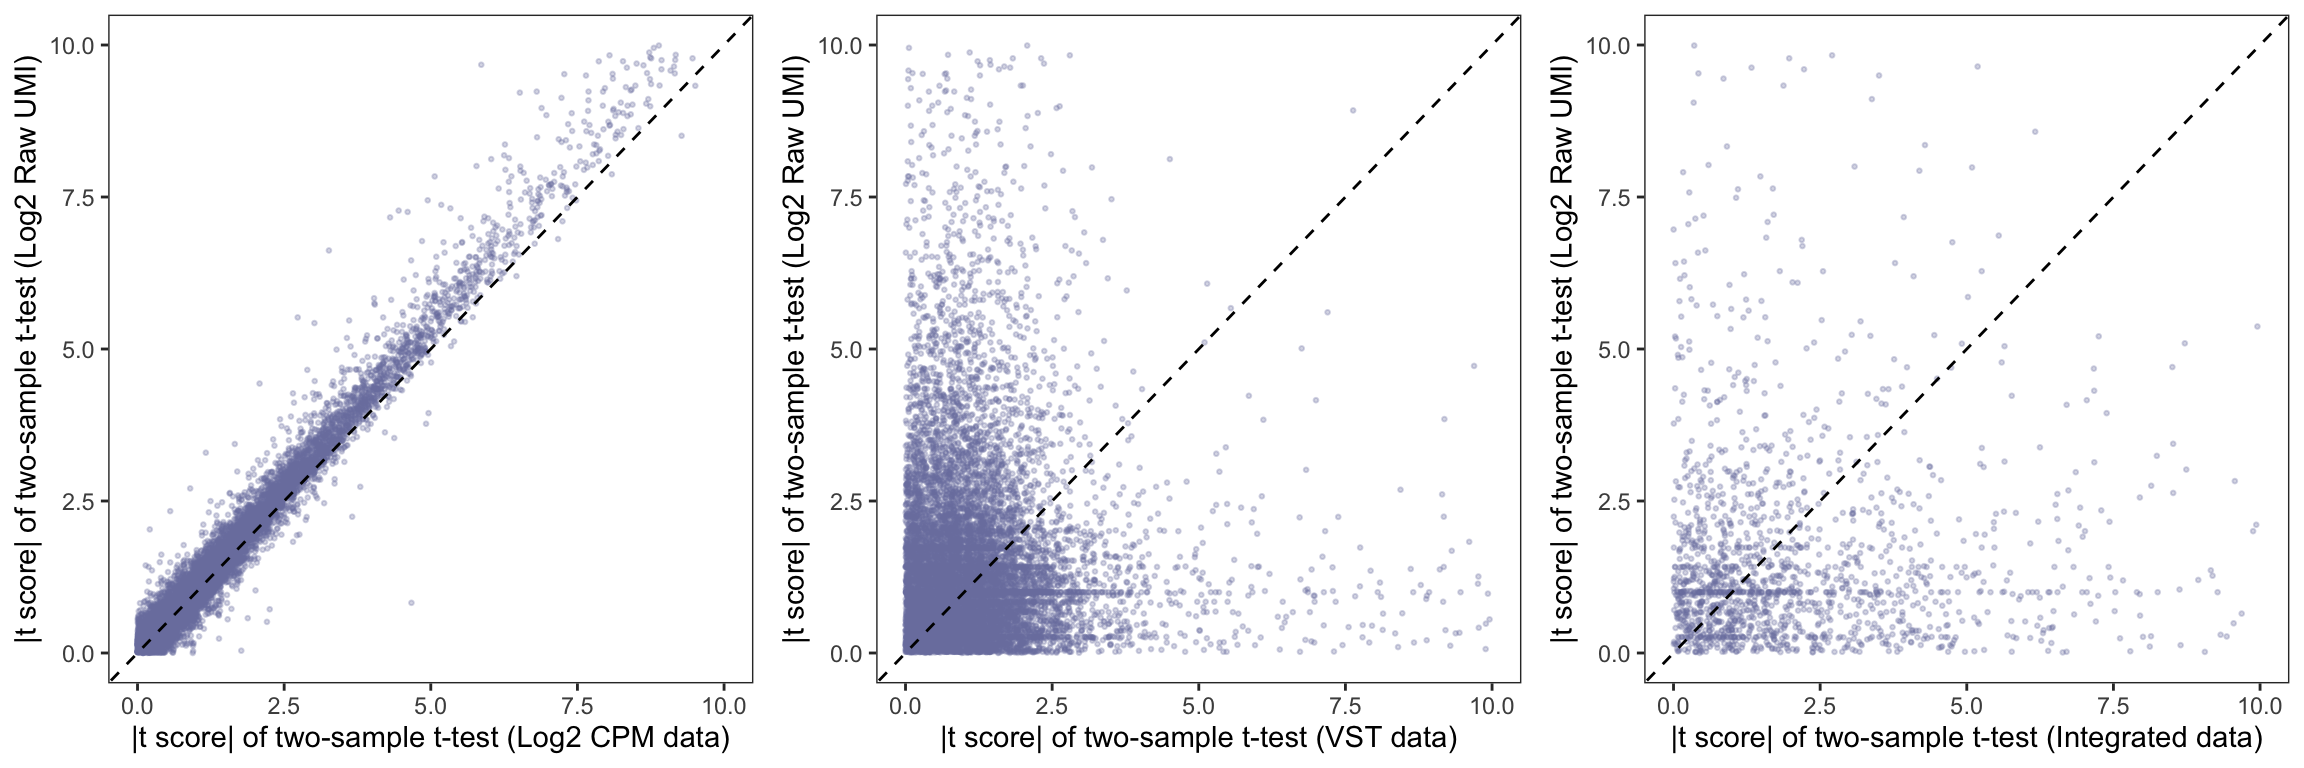 |t score| of two-sample t-test (Log2 Raw UMI)
10.0
7.5
5.0
2.5
0.0
0.0 2.5 5.0 7.5 10.0
|t score| of two-sample t-test (Log2 CPM data)
|t score| of two-sample t-test (Log2 Raw UMI)
10.0
7.5
5.0
2.5
0.0
0.0 2.5 5.0 7.5 10.0
|t score| of two-sample t-test (VST data)
|t score| of two-sample t-test (Log2 Raw UMI)
10.0
7.5
5.0
2.5
0.0
0.0 2.5 5.0 7.5 10.0
|t score| of two-sample t-test (Integrated data)